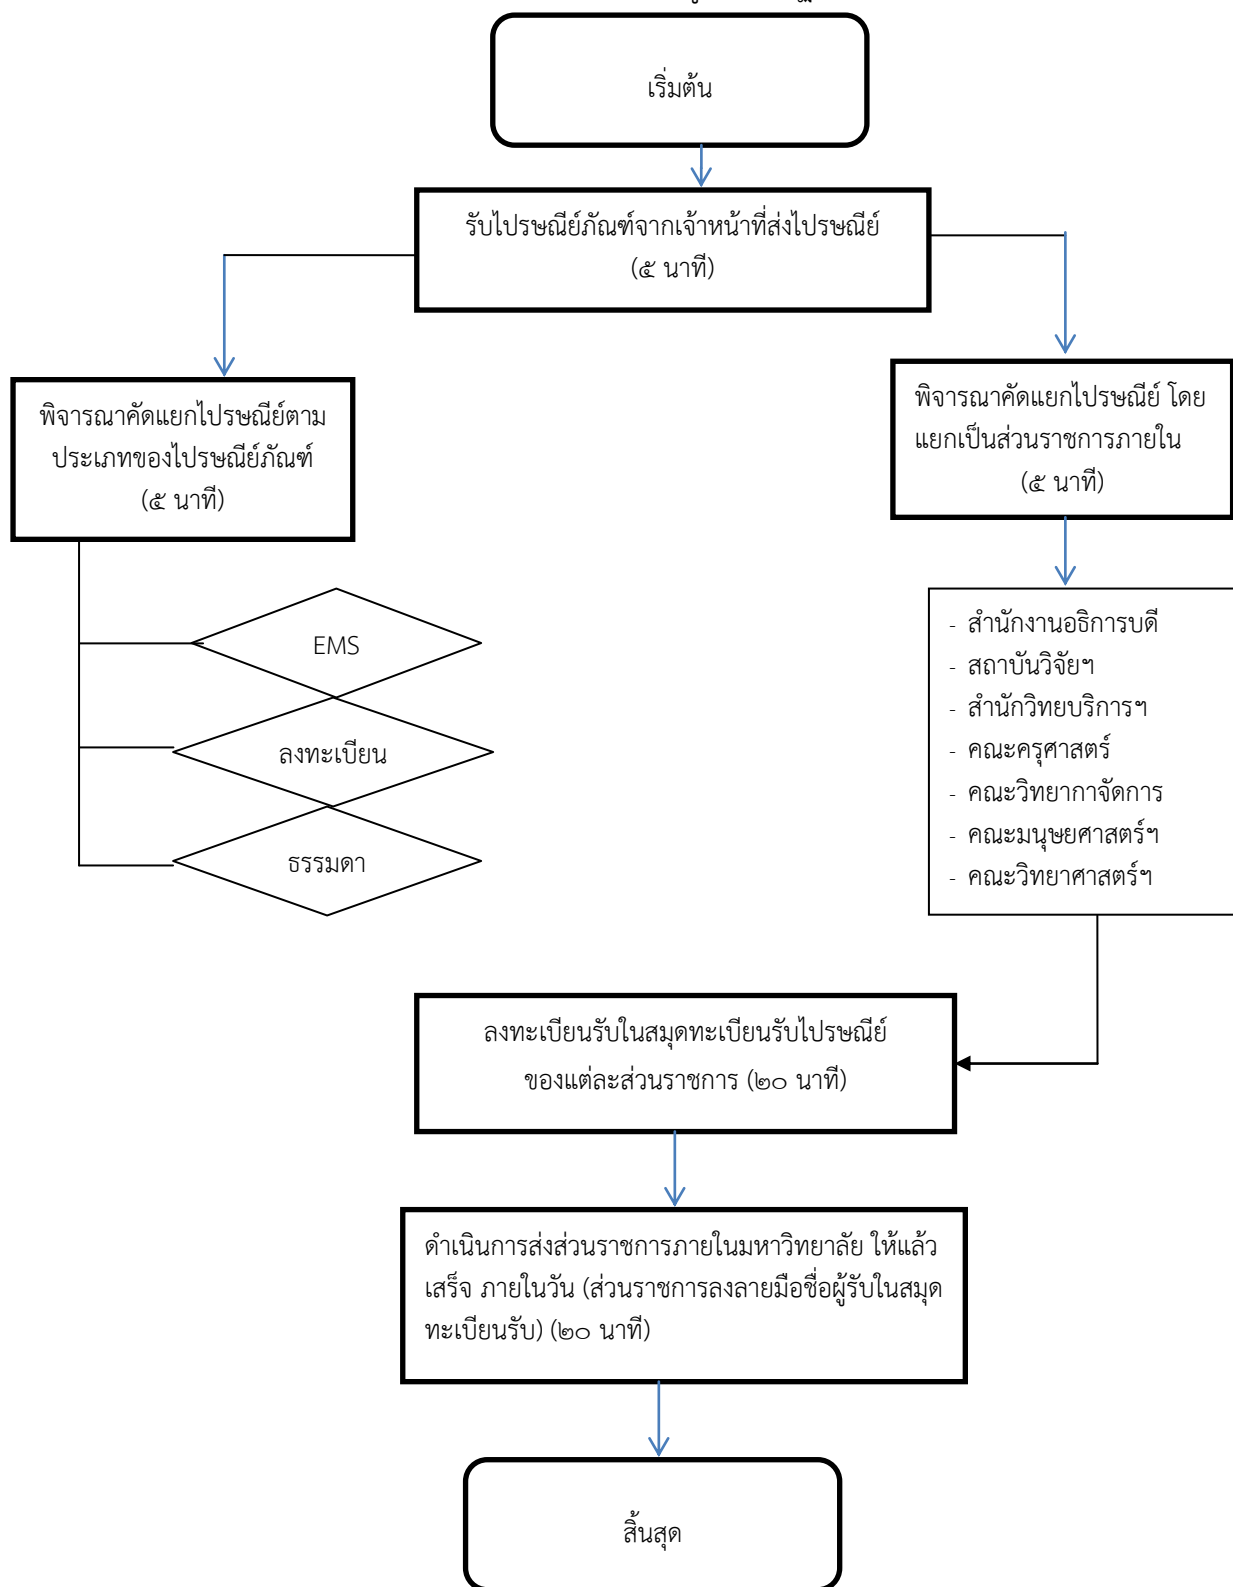 เริ่มต้น
รับไปรษณีย์ภัณฑ์จากเจ้าหน้าที่ส่งไปรษณีย์
(๕ นาที)
พิจารณาคัดแยกไปรษณีย์ตาม
ประเภทของไปรษณีย์ภัณฑ์
(๕ นาที)
พิจารณาคัดแยกไปรษณีย์ โดย
แยกเป็นส่วนราชการภายใน
(๕ นาที)
EMS
ลงทะเบียน
ธรรมดา
- สำนักงานอธิการบดี
- สถาบันวิจัยฯ
- สำนักวิทยบริการฯ
- คณะครุศาสตร์
- คณะวิทยากาจัดการ
- คณะมนุษยศาสตร์ฯ
- คณะวิทยาศาสตร์ฯ
ลงทะเบียนรับในสมุดทะเบียนรับไปรษณีย์
ของแต่ละส่วนราชการ (๒๐ นาที)
ดำเนินการส่งส่วนราชการภายในมหาวิทยาลัย ให้แล้ว
เสร็จ ภายในวัน (ส่วนราชการลงลายมือชื่อผู้รับในสมุด
ทะเบียนรับ) (๒๐ นาที)
สิ้นสุด